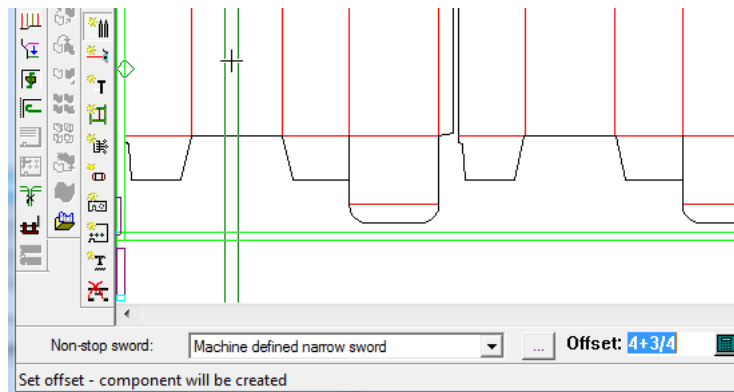 Non-stop sword: Machine defined narrow sword ... Offset: 4+3/4
Set offset - component will be created